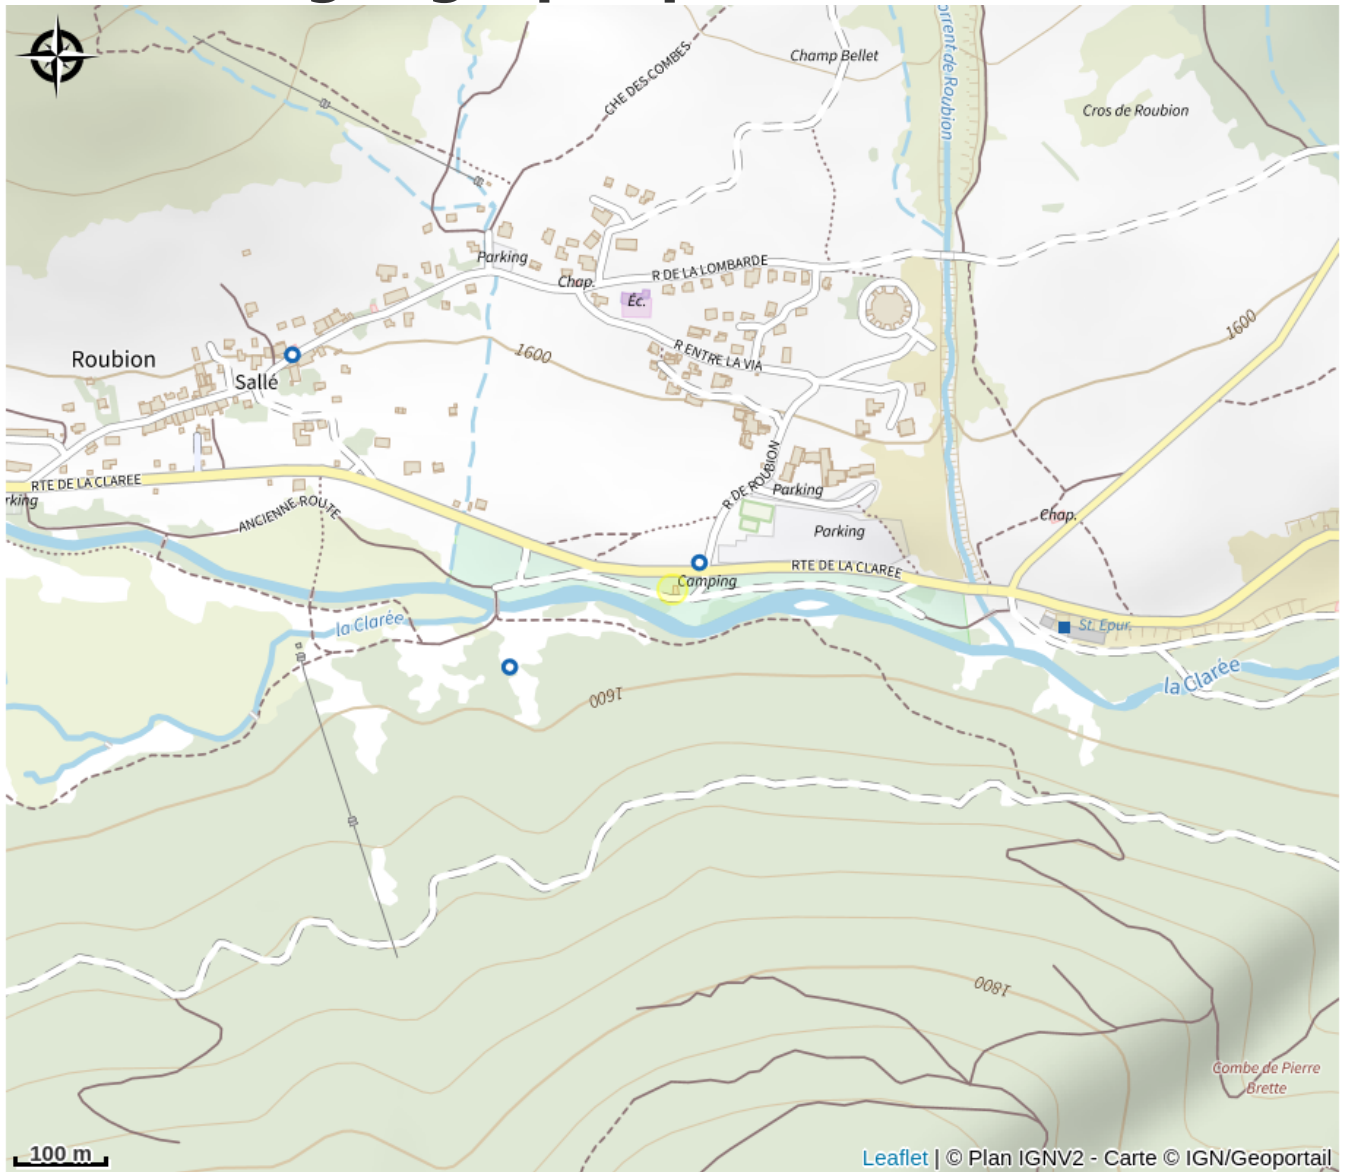 Champ Bellet
CHE DES COMBES
Torrent de Roubion
Cros de Roubion
Parking
R DE LA LOMBARDE
Chap.
Éc.
1600
1600
R ENTRE LA VIA
Roubion
Sallé
R DE ROUBION
RTE DE LA CLAREE
rking
ANCIENNE ROUTE
Parking
Parking
Chap.
RTE DE LA CLAREE
Camping
la Clarée
St. Epur.
la Clarée
1600
1800
Combe de Pierre
Brette
100 m
Leaflet | © Plan IGNV2 - Carte © IGN/Geoportail